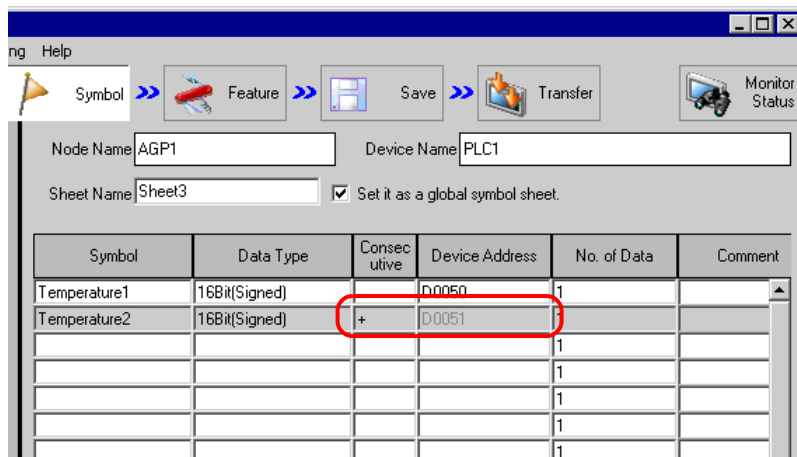 ng Help
Symbol >> Feature >> Save >> Transfer Monitor Status
Node Name AGP1 Device Name PLC1
Sheet Name Sheet3 Set it as a global symbol sheet.
Symbol Data Type Consecutive Device Address No. of Data Comment
Temperature1 16Bit(Signed) D0050 1
Temperature2 16Bit(Signed) + D0051 1
1
1
1
1
1